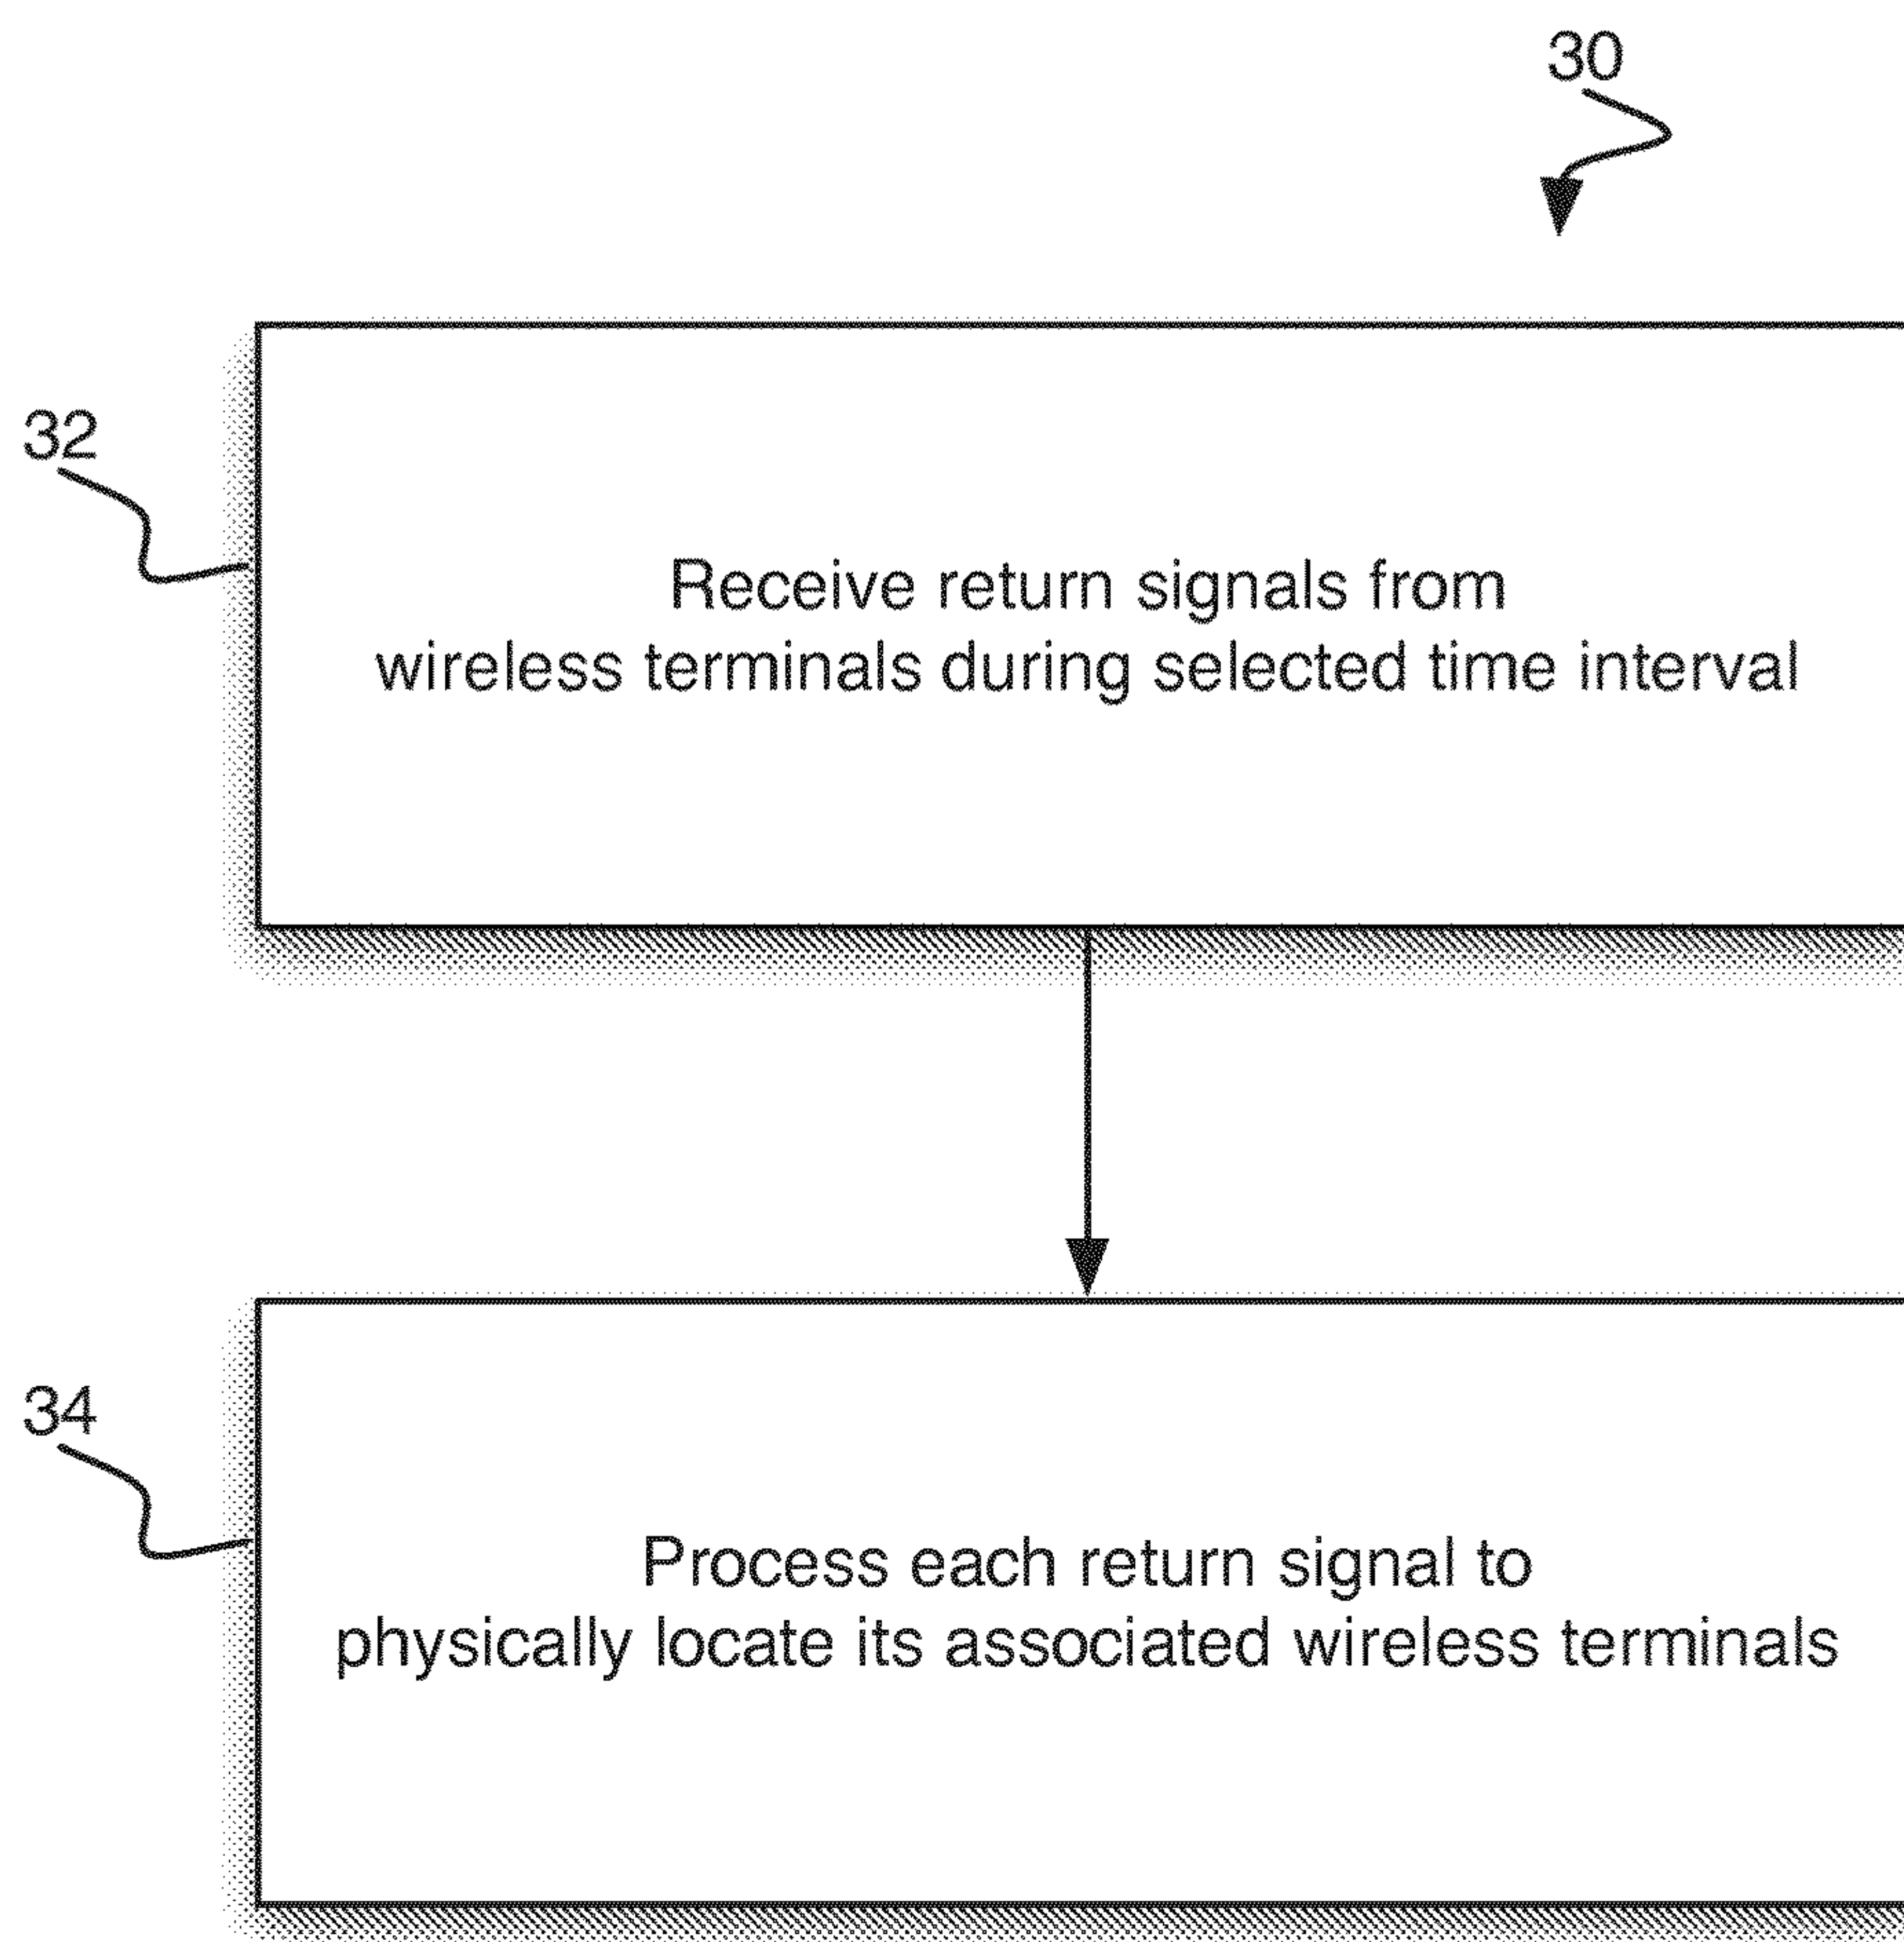 30
32
Receive return signals from
wireless terminals during selected time interval
34
Process each return signal to
physically locate its associated wireless terminals